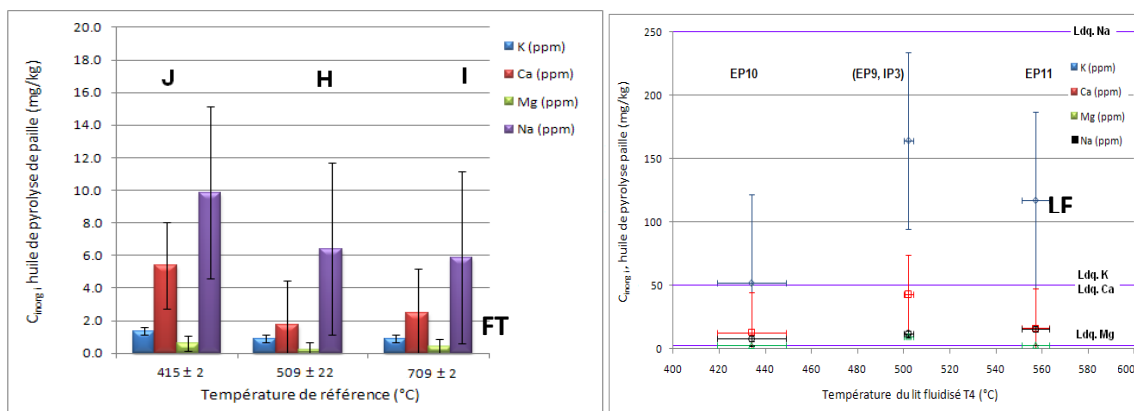 20.0
18.0
16.0
14.0
12.0
10.0
8.0
6.0
4.0
2.0
0.0
C inorg i, huile de pyrolyse de paille (mg/kg)
J
H
I
FT
K (ppm)
Ca (ppm)
Mg (ppm)
Na (ppm)
415 ± 2
509 ± 22
709 ± 2
Température de référence (°C)
250
200
150
100
50
0
C inorg i, huile de pyrolyse paille (mg/kg)
Ldq. Na
EP10
(EP9, IP3)
EP11
K (ppm)
Ca (ppm)
Mg (ppm)
Na (ppm)
LF
Ldq. K
Ldq. Ca
Ldq. Mg
400 420 440 460 480 500 520 540 560 580 600
Température du lit fluidisé T4 (°C)